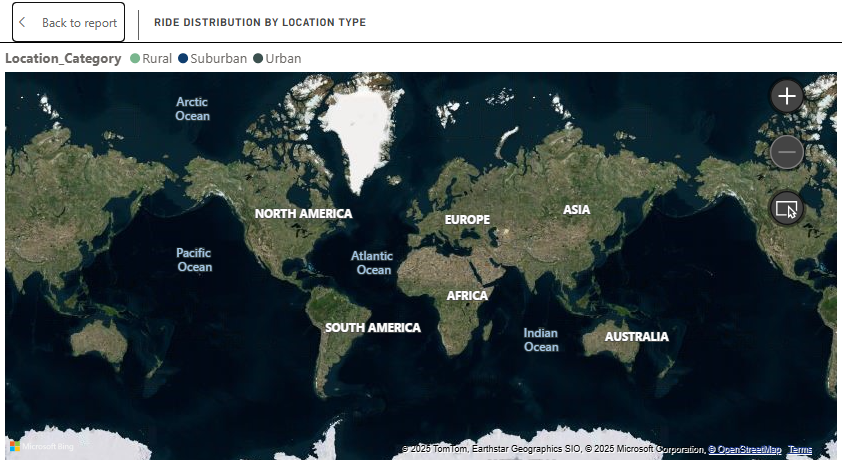 Back to report
RIDE DISTRIBUTION BY LOCATION TYPE
Location_Category Rural Suburban Urban
Arctic
Ocean
NORTH AMERICA
EUROPE
ASIA
Pacific
Ocean
Atlantic
Ocean
AFRICA
SOUTH AMERICA
Indian
Ocean
AUSTRALIA
Microsoft Bing
© 2025 TomTom, Earthstar Geographics SIO, © 2025 Microsoft Corporation, © OpenStreetMap Terms